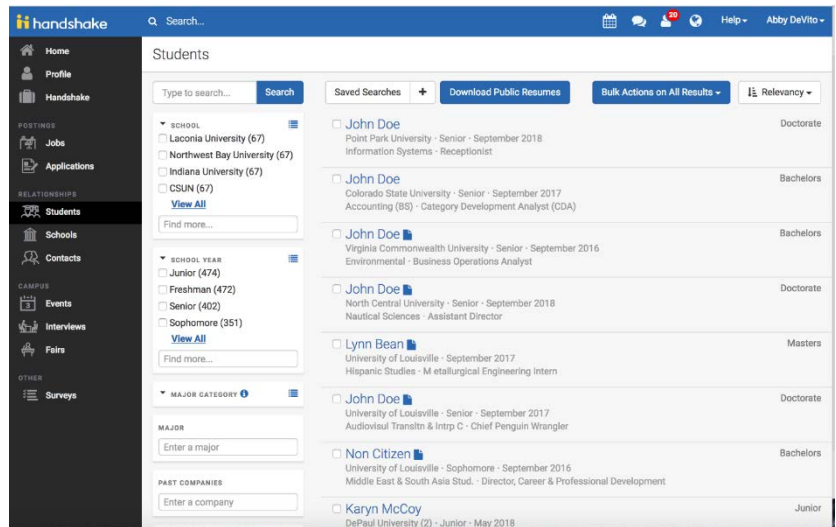 handshake
Search...
20
Help
Abby DeVito
Home
Profile
Handshake
POSTINGS
Jobs
Applications
RELATIONSHIPS
Students
Schools
Contacts
CAMPUS
3
Events
Interviews
Fairs
OTHER
Surveys
Students
Type to search...
Search
SCHOOL
Laconia University (67)
Northwest Bay University (67)
Indiana University (67)
CSUN (67)
View All
Find more...
SCHOOL YEAR
Junior (474)
Freshman (472)
Senior (402)
Sophomore (351)
View All
Find more...
MAJOR CATEGORY
MAJOR
Enter a major
PAST COMPANIES
Enter a company
Saved Searches +
Download Public Resumes
Bulk Actions on All Results
Relevancy
John Doe
Doctorate
Point Park University · Senior · September 2018
Information Systems · Receptionist
John Doe
Bachelors
Colorado State University · Senior · September 2017
Accounting (BS) · Category Development Analyst (CDA)
John Doe
Bachelors
Virginia Commonwealth University · Senior · September 2016
Environmental · Business Operations Analyst
John Doe
Doctorate
North Central University · Senior · September 2018
Nautical Sciences · Assistant Director
Lynn Bean
Masters
University of Louisville · September 2017
Hispanic Studies · M etallurgical Engineering Intern
John Doe
Doctorate
University of Louisville · Senior · September 2017
Audiovisul Transltn & Intrp C · Chief Penguin Wrangler
Non Citizen
Bachelors
University of Louisville · Sophomore · September 2016
Middle East & South Asia Stud. · Director, Career & Professional Development
Karyn McCoy
Junior
DePaul University (2) · Junior · May 2018